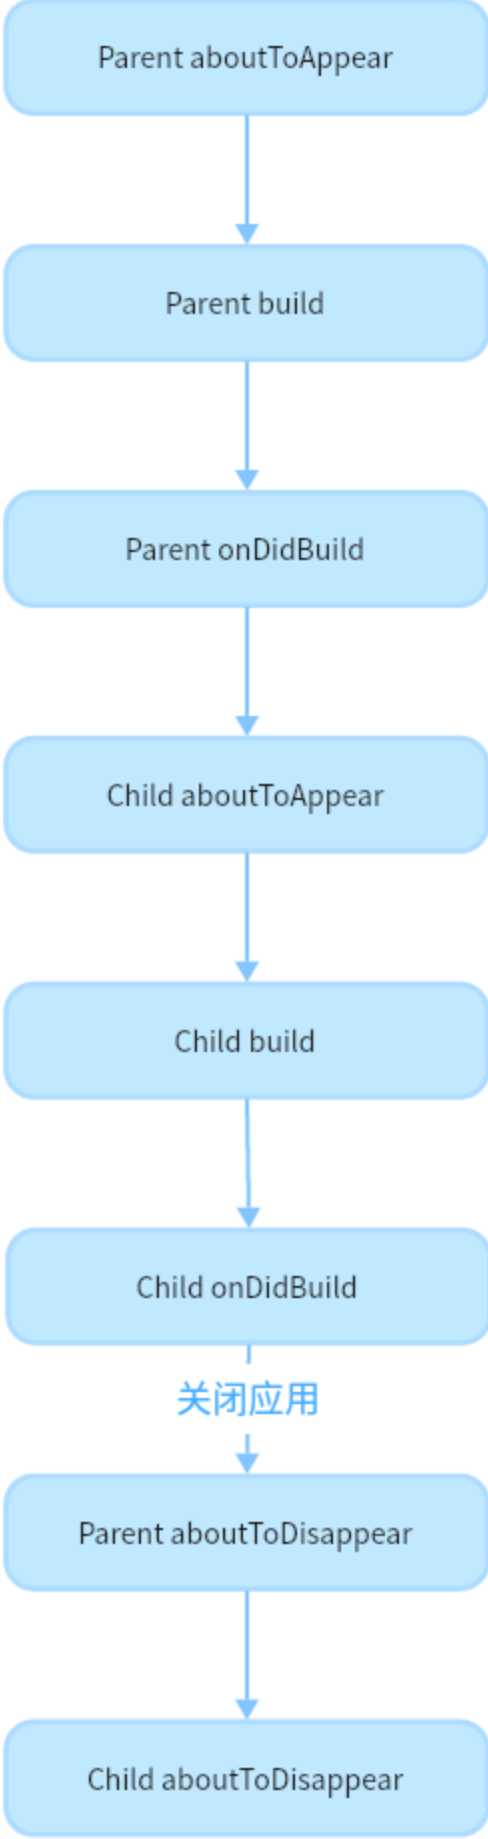 Parent aboutToAppear
Parent build
Parent onDidBuild
Child aboutToAppear
Child build
Child onDidBuild
关闭应用
Parent aboutToDisappear
Child aboutToDisappear